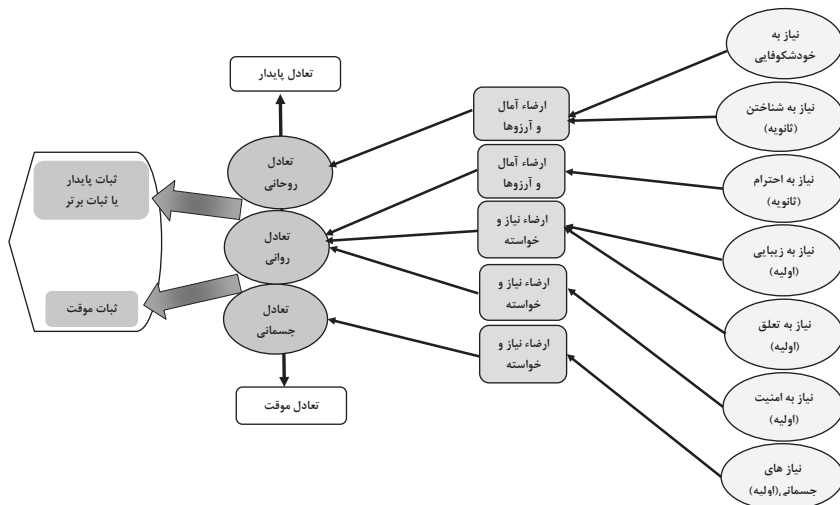 نیاز به
خودشکوفایی
نیاز به شناختن
(ثانویه)
نیاز به احترام
(ثانویه)
نیاز به زیبایی
(اولیه)
نیاز به تعلق
(اولیه)
نیاز به امنیت
(اولیه)
نیاز های
جسمانی(اولیه)
ارضاء آمال
و آرزوها
ارضاء آمال
و آرزوها
ارضاء نیاز و
خواسته
ارضاء نیاز و
خواسته
ارضاء نیاز و
خواسته
تعادل پایدار
تعادل
روحانی
تعادل
روانی
تعادل
جسمانی
تعادل موقت
ثبات پایدار
یا ثبات برتر
ثبات موقت